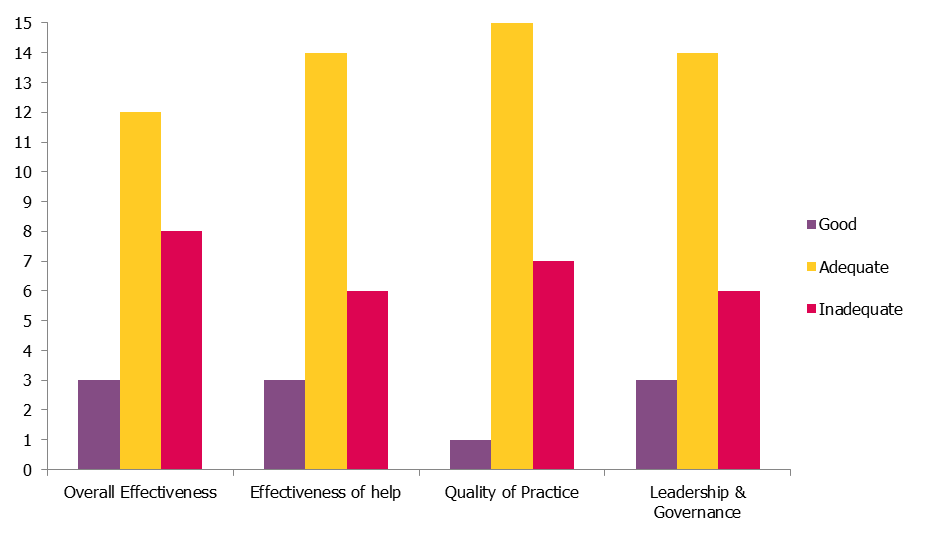 15
14
13
12
11
10
9
8
7
6
5
4
3
2
1
0
Overall Effectiveness
Effectiveness of help
Quality of Practice
Leadership &
Governance
Good
Adequate
Inadequate